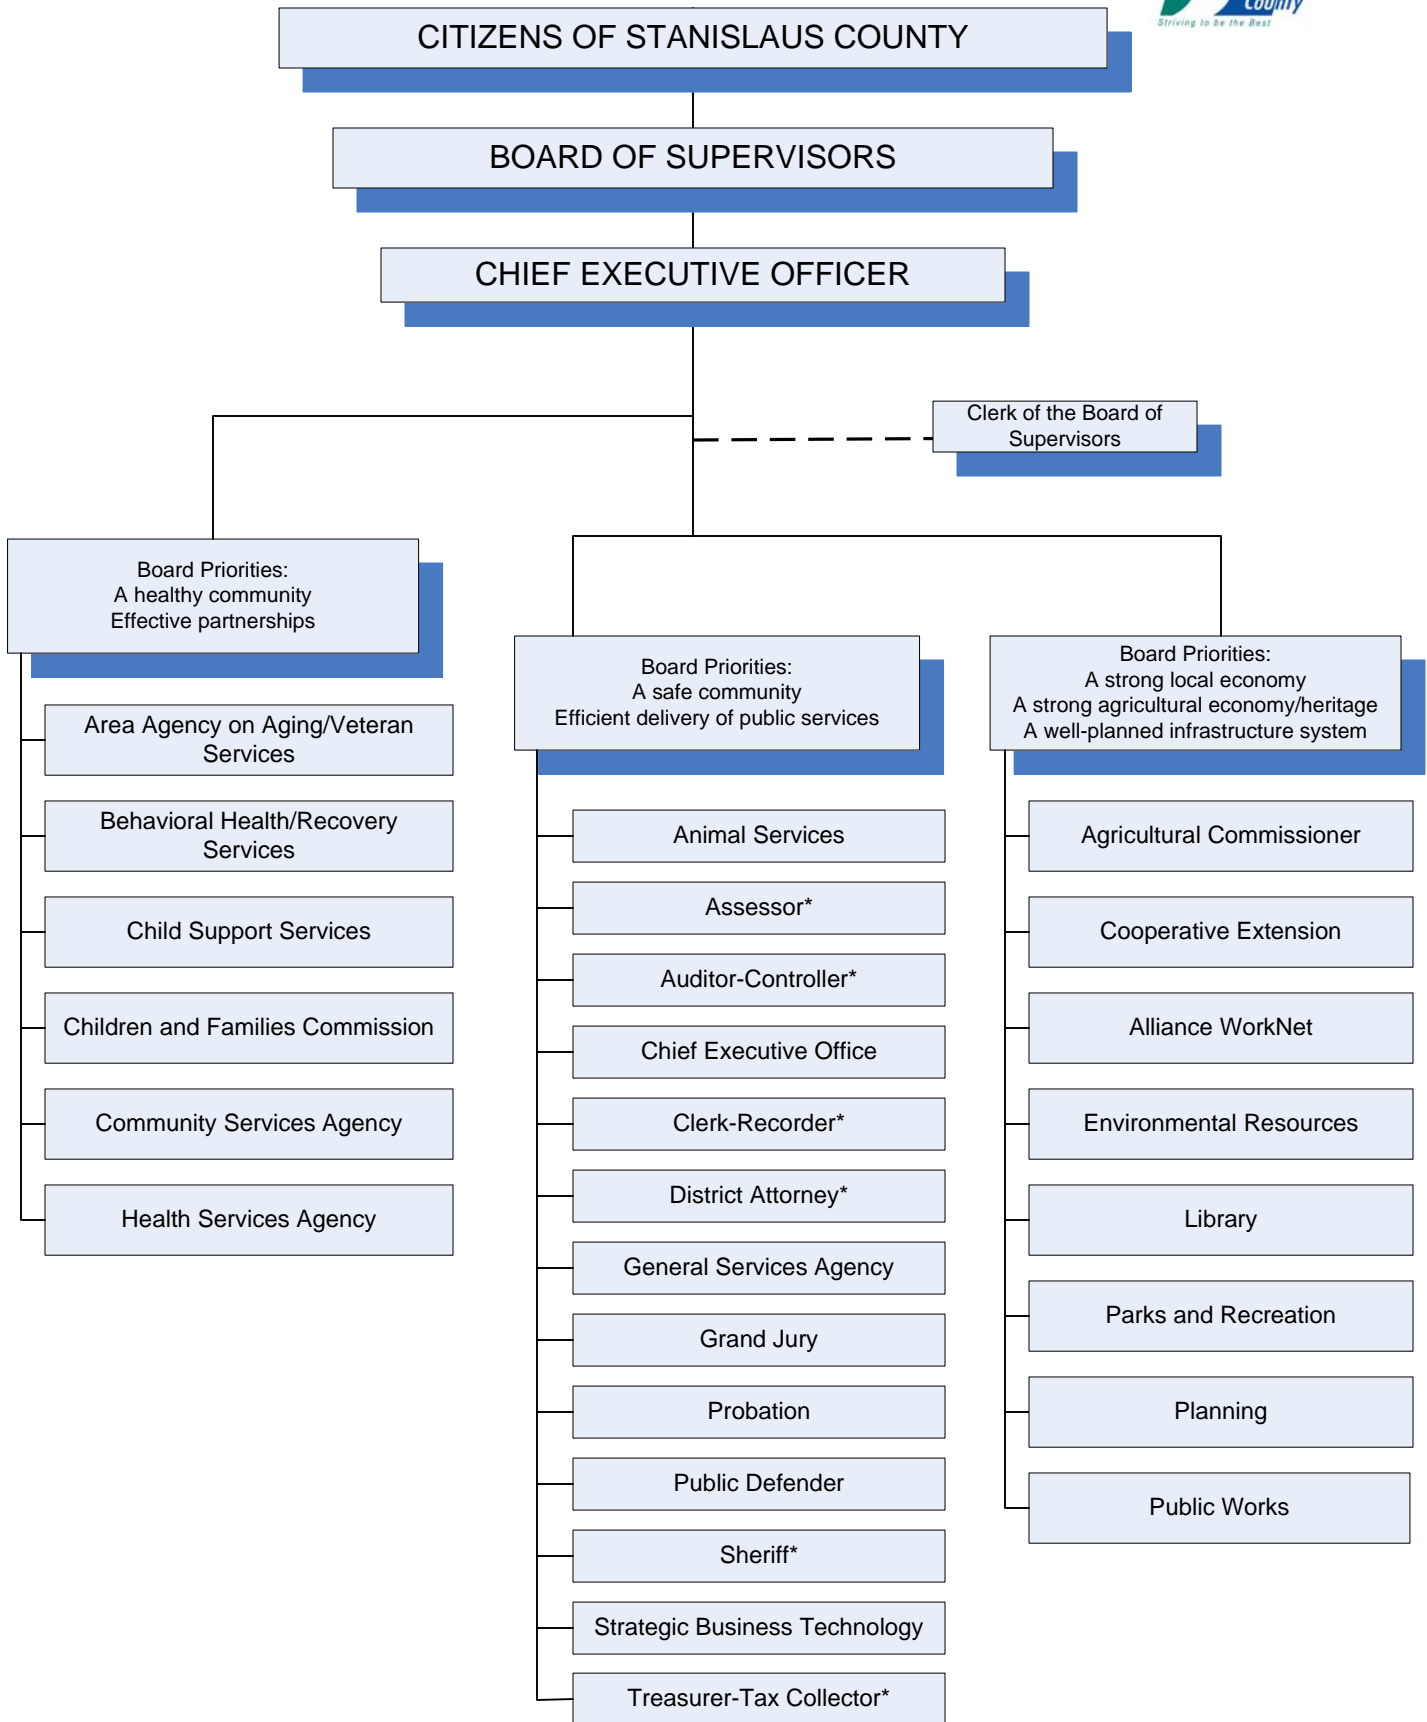 County
Striving to be the Best
CITIZENS OF STANISLAUS COUNTY
BOARD OF SUPERVISORS
CHIEF EXECUTIVE OFFICER
Clerk of the Board of
Supervisors
Board Priorities:
A healthy community
Effective partnerships
Area Agency on Aging/Veteran
Services
Behavioral Health/Recovery
Services
Child Support Services
Children and Families Commission
Community Services Agency
Health Services Agency
Board Priorities:
A safe community
Efficient delivery of public services
Animal Services
Assessor*
Auditor-Controller*
Chief Executive Office
Clerk-Recorder*
District Attorney*
General Services Agency
Grand Jury
Probation
Public Defender
Sheriff*
Strategic Business Technology
Treasurer-Tax Collector*
Board Priorities:
A strong local economy
A strong agricultural economy/heritage
A well-planned infrastructure system
Agricultural Commissioner
Cooperative Extension
Alliance WorkNet
Environmental Resources
Library
Parks and Recreation
Planning
Public Works